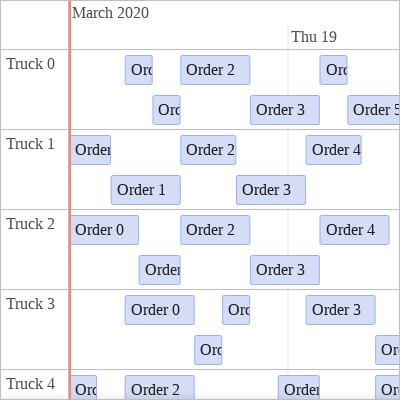 March 2020
Thu 19
Truck 0
Orc Order 2 Orc
Orc Order 3 Order 5
Truck 1
Order Order 2 Order 4
Order 1 Order 3
Truck 2
Order 0 Order 2 Order 4
Order Order 3
Truck 3
Order 0 Orc Order 3
Orc Orc
Truck 4
Orc Order 2 Order Orc